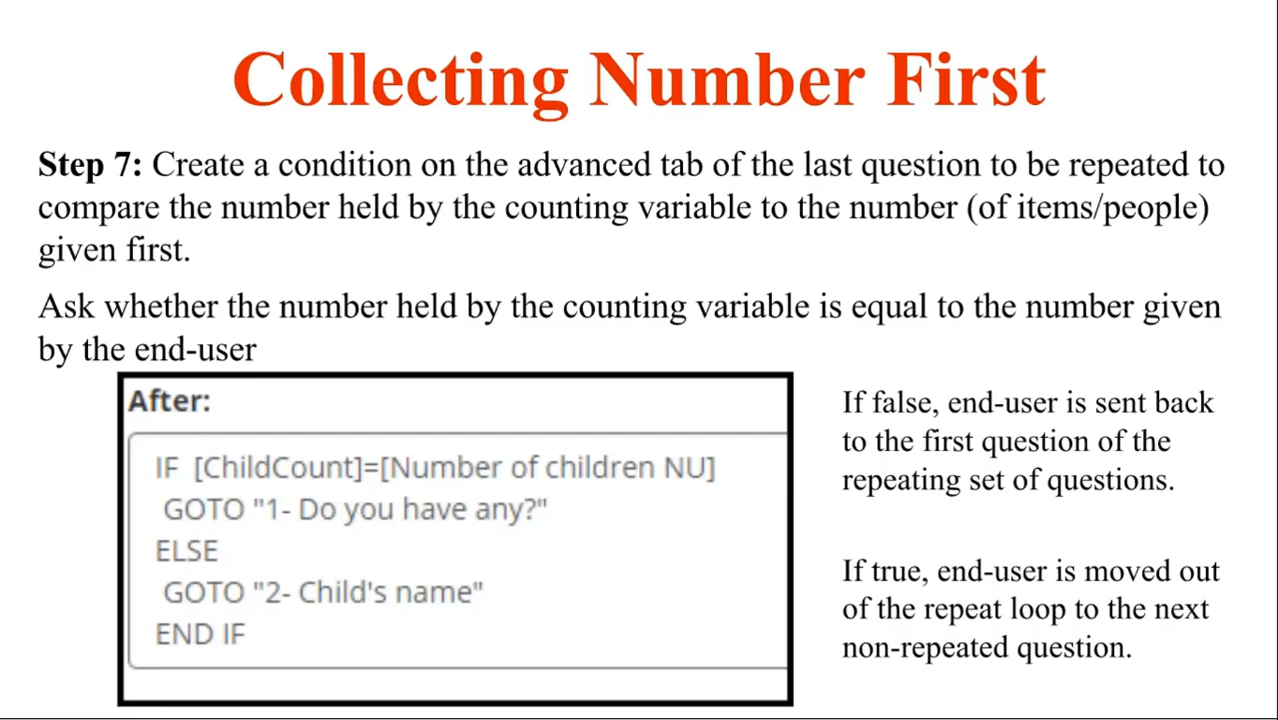 Collecting Number First
Step 7: Create a condition on the advanced tab of the last question to be repeated to
compare the number held by the counting variable to the number (of items/people)
given first.
Ask whether the number held by the counting variable is equal to the number given
by the end-user
After:
IF [ChildCount]=[Number of children NU]
GOTO "1- Do you have any?"
ELSE
GOTO "2- Child's name"
END IF
If false, end-user is sent back
to the first question of the
repeating set of questions.
If true, end-user is moved out
of the repeat loop to the next
non-repeated question.